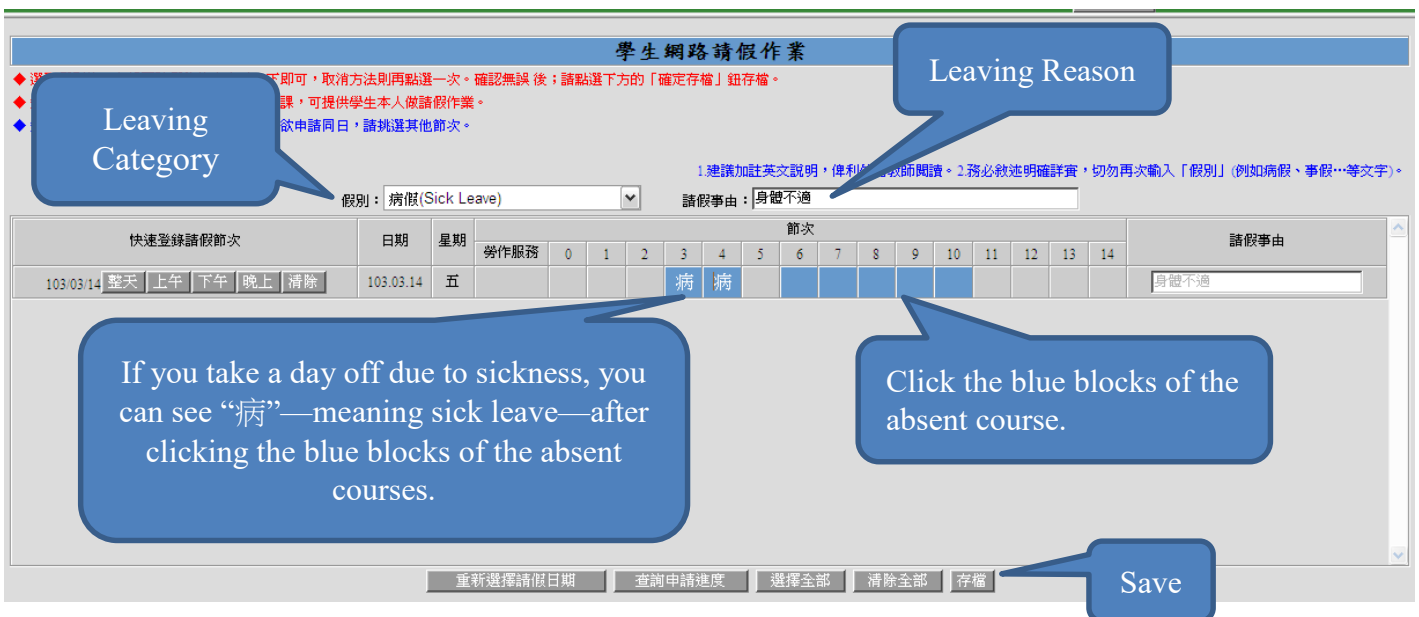 學生網路請假作業
Leaving Reason
下即可，取消方法則再點選一次。確認無誤後；請點選下方的「確定存檔」鈕存檔。
課，可提供學生本人做請假作業。
欲申請同日，請挑選其他節次。
Leaving
Category
1.建議加註英文說明，俾利 教師閱讀。2.務必敘述明確詳實，切勿再次輸入「假別」(例如病假、事假…等文字)。
假別：病假(Sick Leave) 請假事由：身體不適
快速登錄請假節次 日期 星期 節次 請假事由
勞作服務 0 1 2 3 4 5 6 7 8 9 10 11 12 13 14
103/03/14 整天 上午 下午 晚上 清除 103.03.14 五 病 病 身體不適
If you take a day off due to sickness, you
can see “病”—meaning sick leave—after
clicking the blue blocks of the absent
courses.
Click the blue blocks of the
absent course.
重新選擇請假日期 查詢申請進度 選擇全部 清除全部 存檔
Save